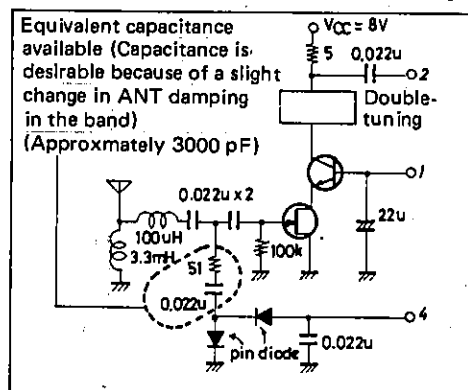 Equivalent capacitance
available (Capacitance is
desirable because of a slight
change in ANT damping
in the band)
(Approxmately 3000 pF)
VCC = 8V
5
0.022u
2
Double-
tuning
1
0.022u x 2
22u
100uH
3.3mH
51
100k
0.022u
4
pin diode
0.022u